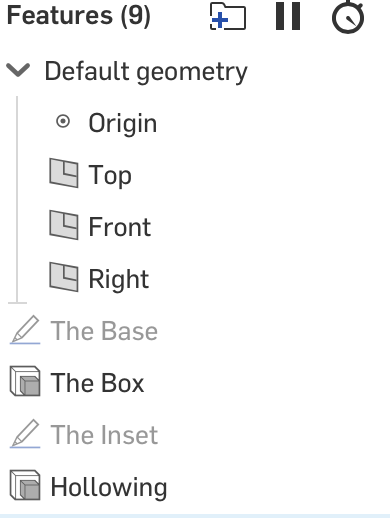 Features (9)
Default geometry
Origin
Top
Front
Right
The Base
The Box
The Inset
Hollowing